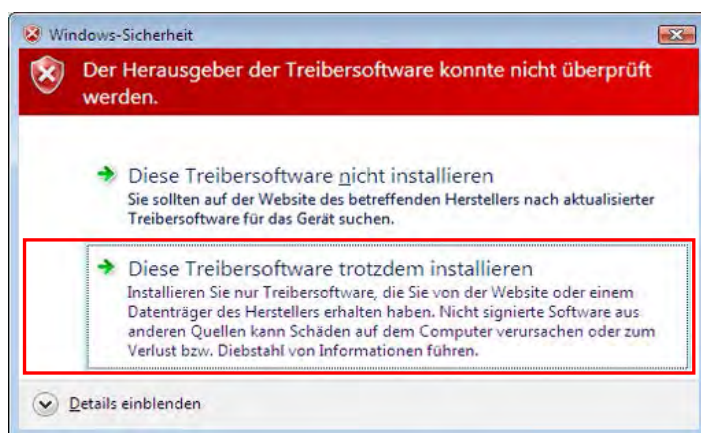 Windows-Sicherheit
Der Herausgeber der Treibersoftware konnte nicht überprüft
werden.
Diese Treibersoftware nicht installieren
Sie sollten auf der Website des betreffenden Herstellers nach aktualisierter
Treibersoftware für das Gerät suchen.
Diese Treibersoftware trotzdem installieren
Installieren Sie nur Treibersoftware, die Sie von der Website oder einem
Datenträger des Herstellers erhalten haben. Nicht signierte Software aus
anderen Quellen kann Schäden auf dem Computer verursachen oder zum
Verlust bzw. Diebstahl von Informationen führen.
Details einblenden